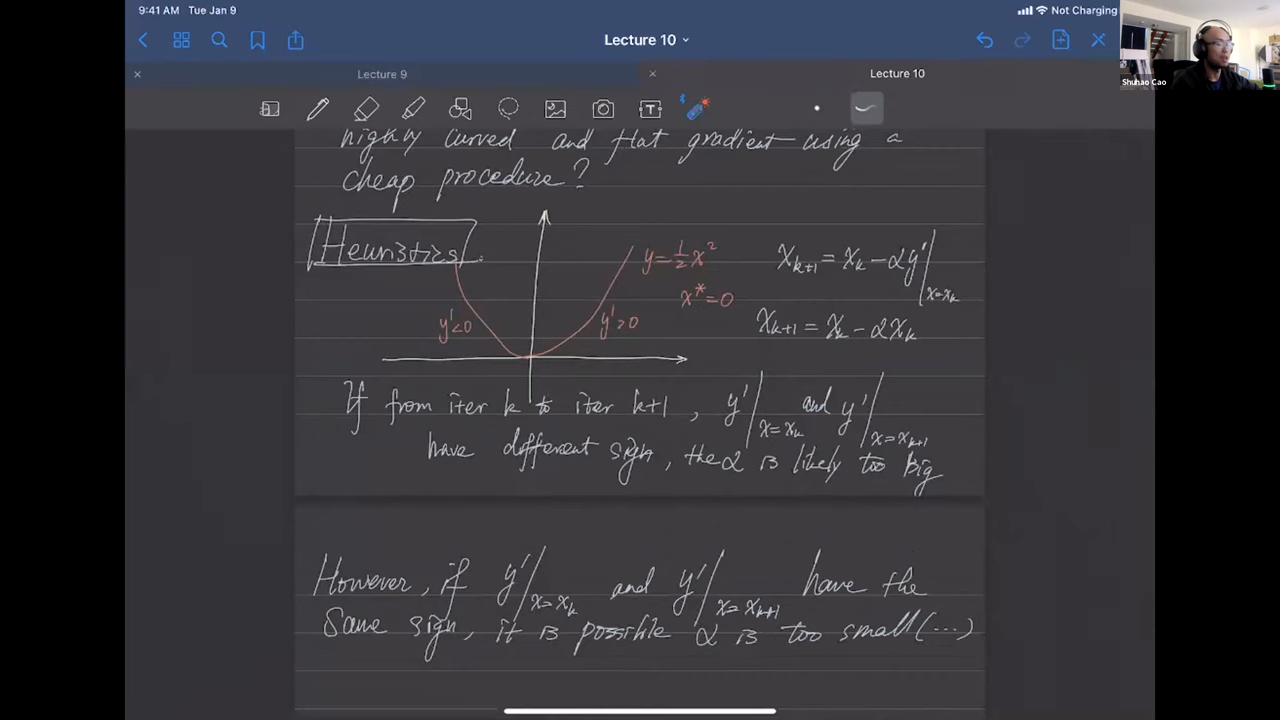 9:41 AM Tue Jan 9
Not Charging
Lecture 10
Shuhao Cao
Lecture 9
Lecture 10
highly curved and flat gradient using a
cheap procedure?
Heuristics.
y = 1/2 x²
x* = 0
y' < 0
y' > 0
x_{k+1} = x_k - αy'|_{x=x_k}
x_{k+1} = x_k - αx_k
If from iter k to iter k+1, y'|_{x=x_k} and y'|_{x=x_{k+1}}
have different sign, the α is likely too big
However, if y'|_{x=x_k} and y'|_{x=x_{k+1}} have the
same sign, it is possible α is too small (...)